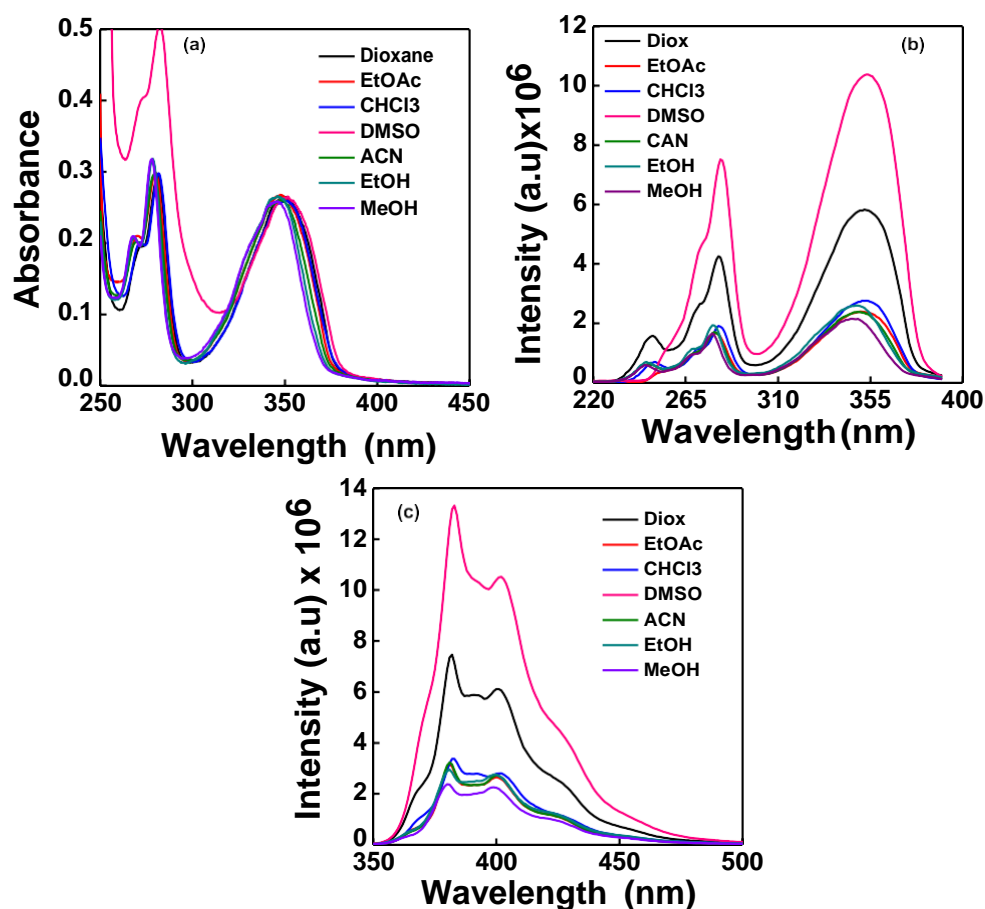 (a)
0.5
0.4
0.3
0.2
0.1
0.0
Absorbance
Dioxane
EtOAc
CHCl3
DMSO
ACN
EtOH
MeOH
250 300 350 400 450
Wavelength (nm)
(b)
12
10
8
6
4
2
0
Intensity (a.u)x10⁶
Diox
EtOAc
CHCl3
DMSO
CAN
EtOH
MeOH
220 265 310 355 400
Wavelength (nm)
(c)
14
12
10
8
6
4
2
0
Intensity (a.u) x 10⁶
Diox
EtOAc
CHCl3
DMSO
ACN
EtOH
MeOH
350 400 450 500
Wavelength (nm)